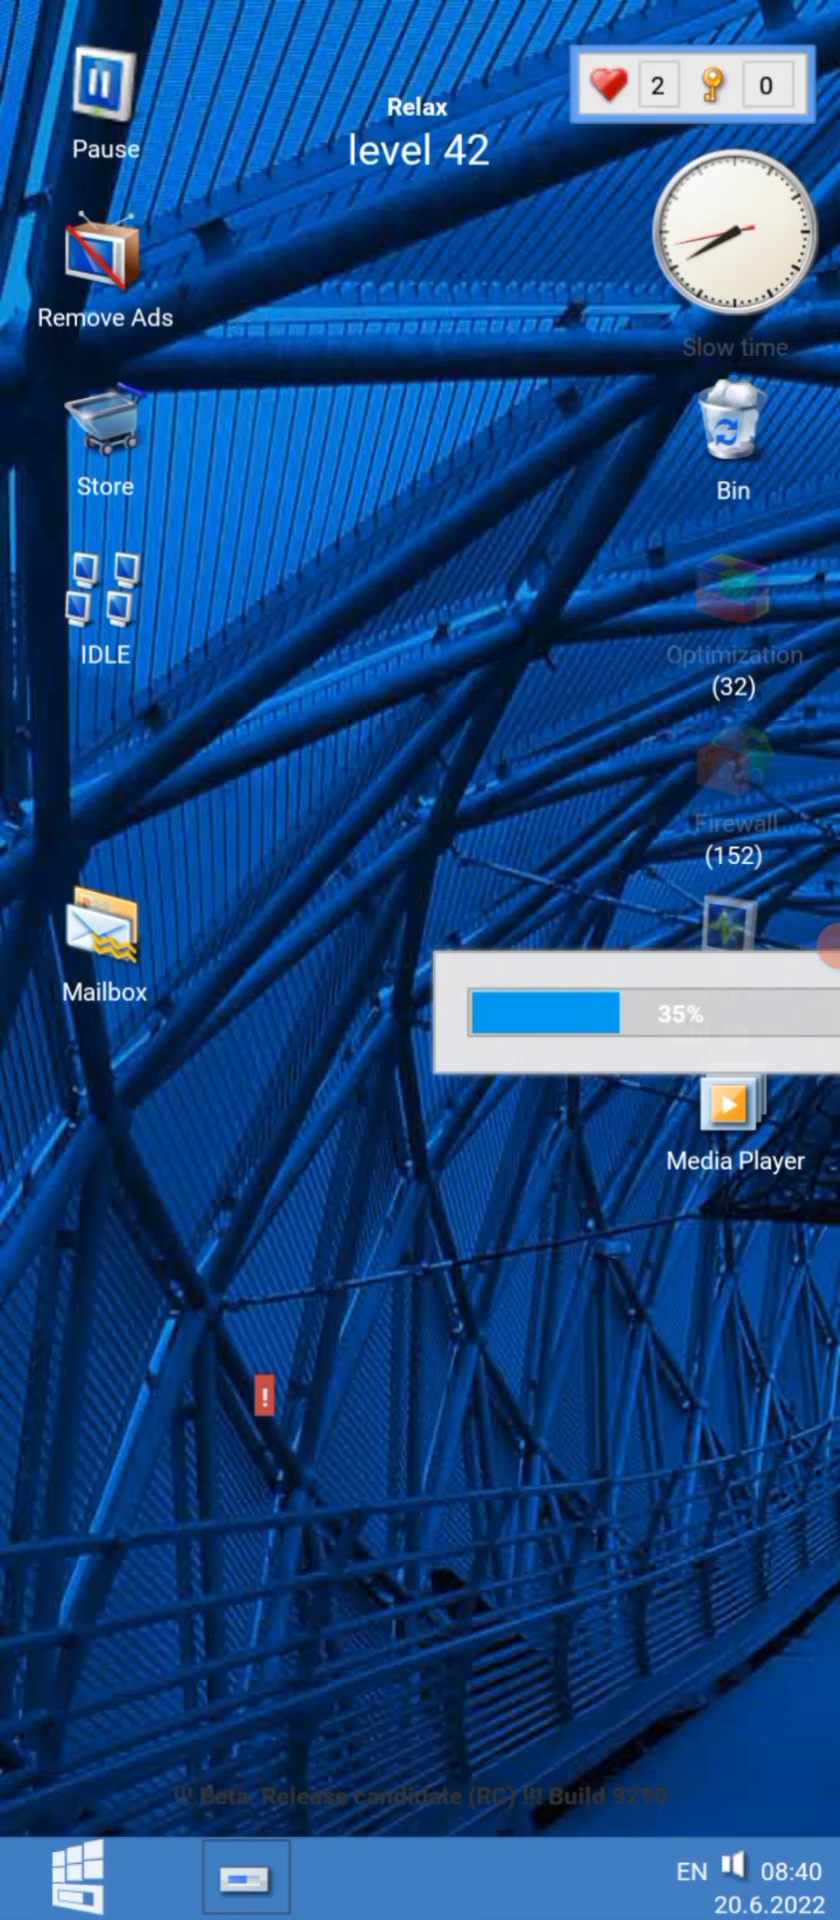 Pause
Relax
level 42
2
0
Remove Ads
Slow time
Store
Bin
IDLE
Optimization
(32)
Firewall
(152)
Mailbox
35%
Media Player
!
!!! Beta. Release candidate (RC) !!! Build 9290
EN 08:40
20.6.2022